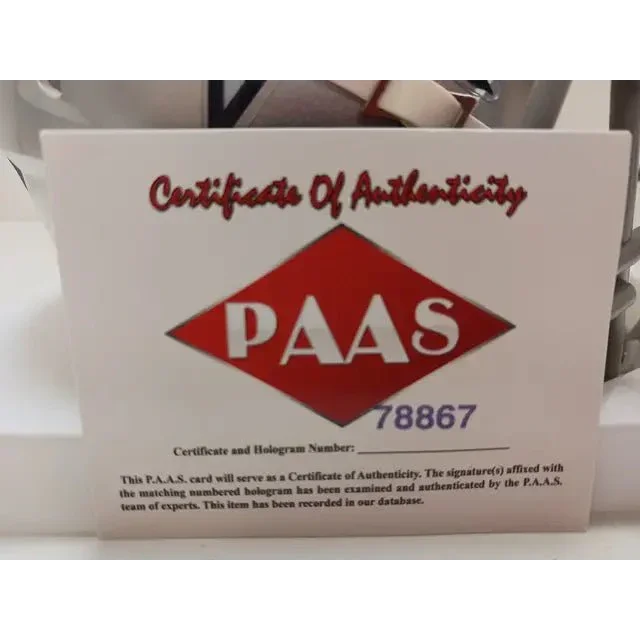 Certificate Of Authenticity
PAAS
78867
Certificate and Hologram Number:
This P.A.A.S. card will serve as a Certificate of Authenticity. The signature(s) affixed with
the matching numbered hologram has been examined and authenticated by the P.A.A.S.
team of experts. This item has been recorded in our database.